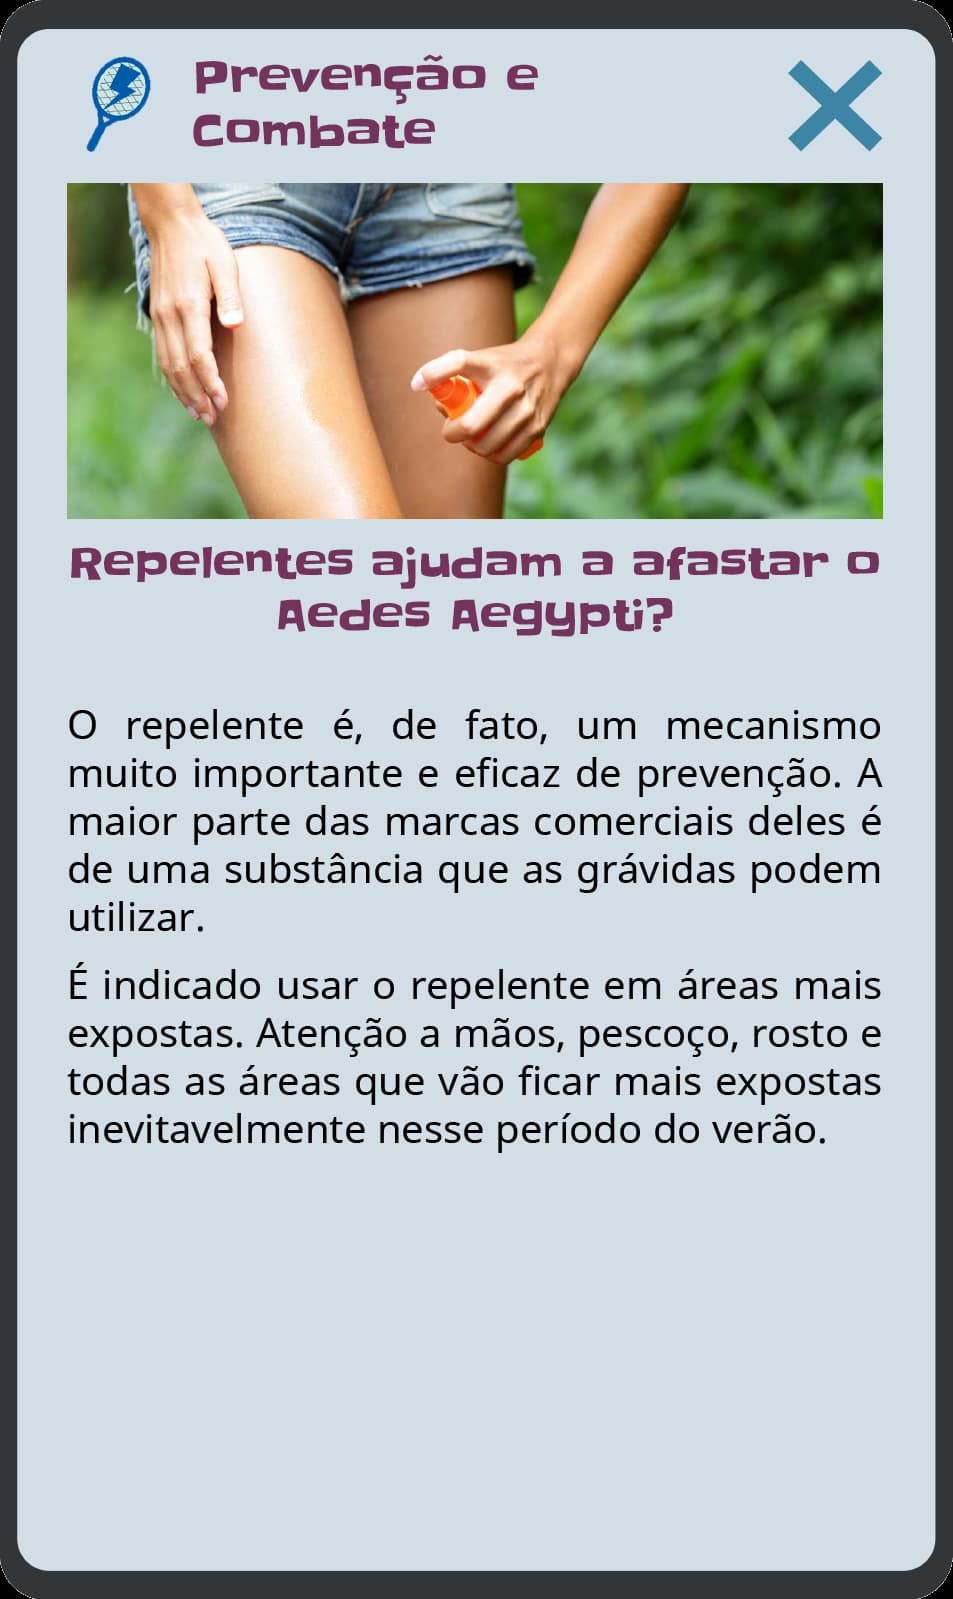 Prevenção e
Combate
Repelentes ajudam a afastar o
Aedes Aegypti?
O repelente é, de fato, um mecanismo
muito importante e eficaz de prevenção. A
maior parte das marcas comerciais deles é
de uma substância que as grávidas podem
utilizar.
É indicado usar o repelente em áreas mais
expostas. Atenção a mãos, pescoço, rosto e
todas as áreas que vão ficar mais expostas
inevitavelmente nesse período do verão.